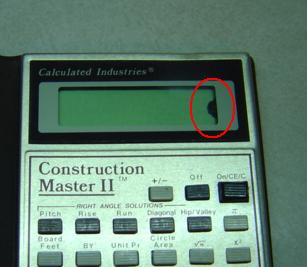 Calculated Industries®
Construction
Master II™
+/− Off On/CE/C
RIGHT ANGLE SOLUTIONS
Pitch Rise Run Diagonal Hip/Valley π
Board Feet BY Unit Pr Circle Area √x x²